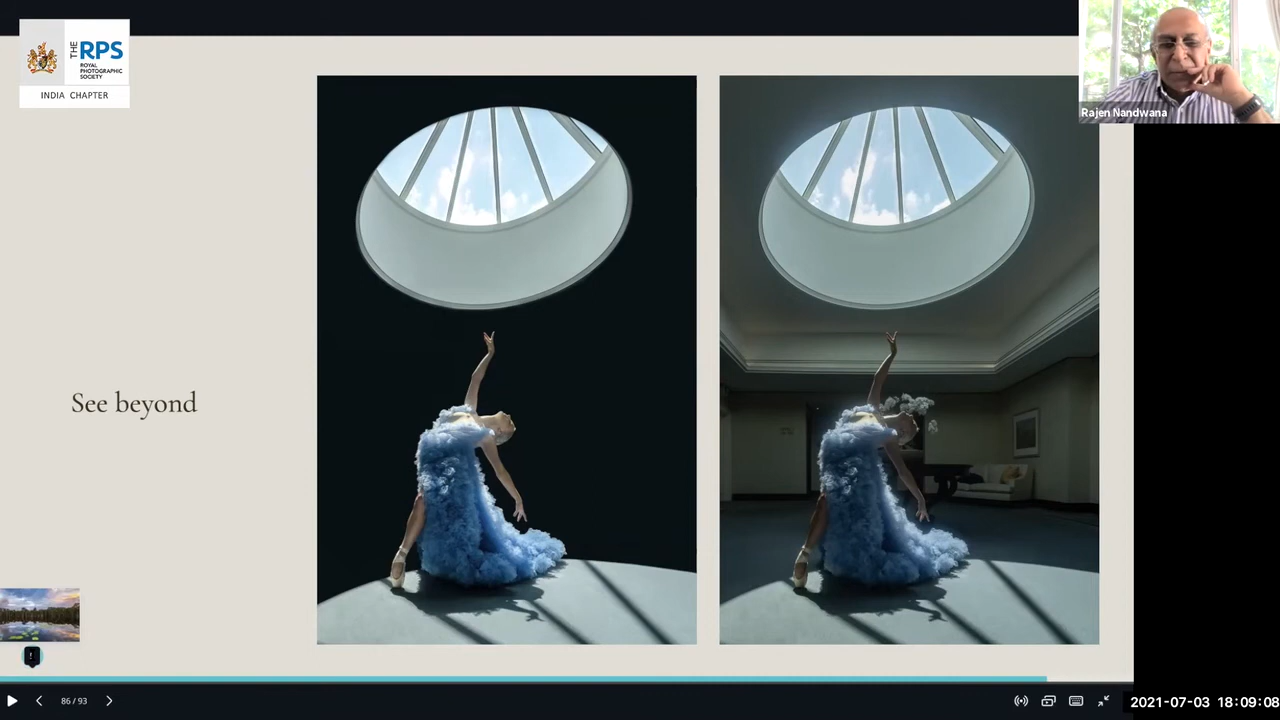 THE RPS
ROYAL
PHOTOGRAPHIC
SOCIETY
INDIA CHAPTER
Rajen Nandwana
See beyond
86 / 93
2021-07-03 18:09:08